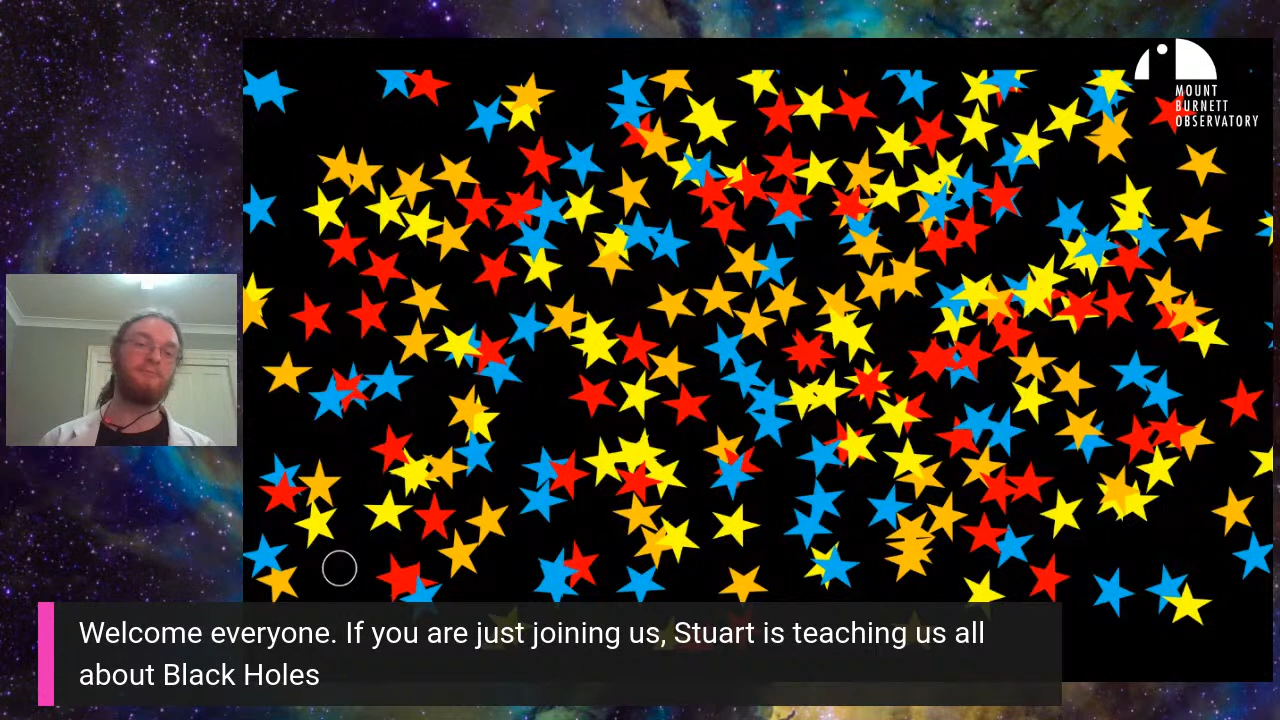 MOUNT
BURNETT
OBSERVATORY
Welcome everyone. If you are just joining us, Stuart is teaching us all
about Black Holes